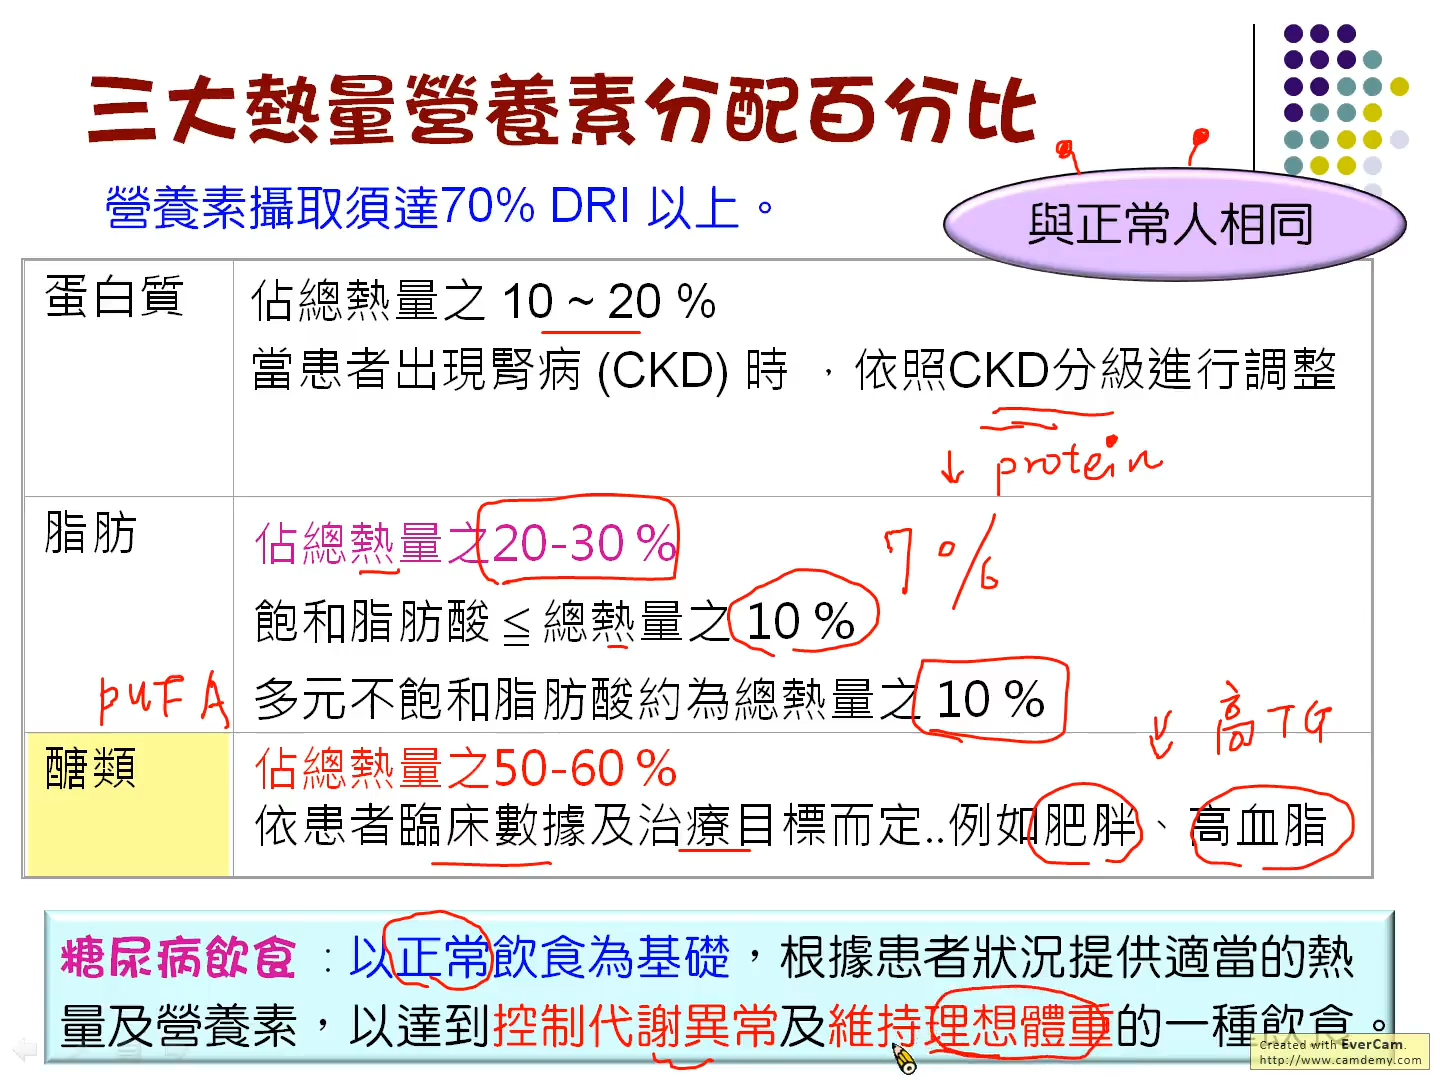 三大熱量營養素分配百分比
營養素攝取須達70% DRI 以上。
與正常人相同
蛋白質
佔總熱量之 10 ~ 20 %
當患者出現腎病 (CKD) 時 ，依照CKD分級進行調整
↓ protein
脂肪
佔總熱量之20-30 %
7%
飽和脂肪酸 ≦ 總熱量之 10 %
PUFA
多元不飽和脂肪酸約為總熱量之 10 %
高TG
醣類
佔總熱量之50-60 %
依患者臨床數據及治療目標而定..例如肥胖、高血脂
糖尿病飲食：以正常飲食為基礎，根據患者狀況提供適當的熱
量及營養素，以達到控制代謝異常及維持理想體重的一種飲食。
Created with EverCam.
http://www.camdemy.com